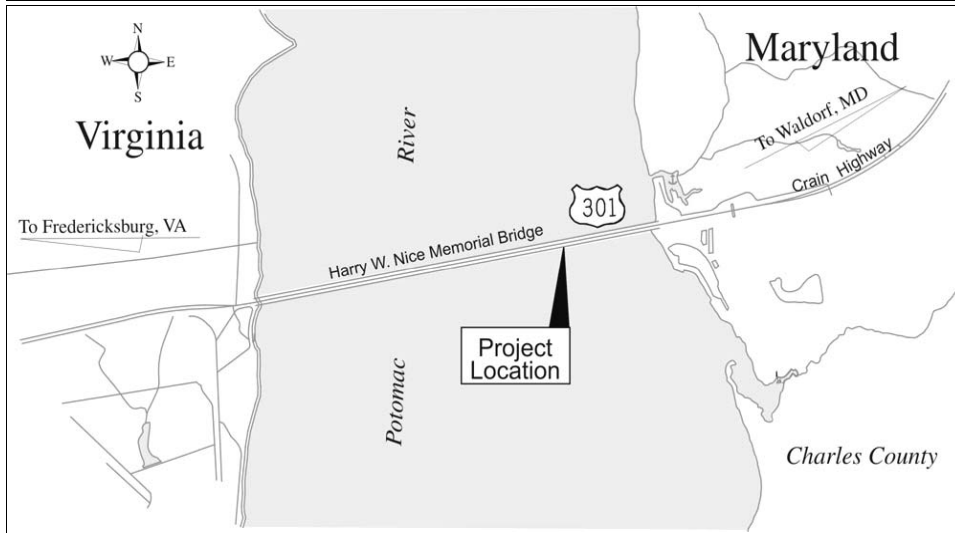 N
W E
S
Virginia
Maryland
River
To Waldorf, MD
Crain Highway
301
To Fredericksburg, VA
Harry W. Nice Memorial Bridge
Project
Location
Potomac
Charles County